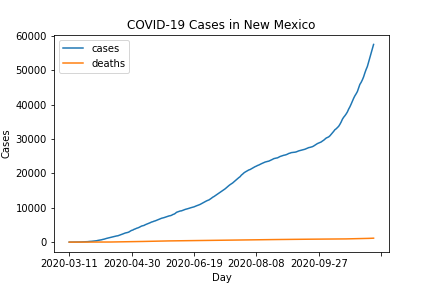 COVID-19 Cases in New Mexico
cases
deaths
60000
50000
40000
30000
20000
10000
0
Cases
2020-03-11 2020-04-30 2020-06-19 2020-08-08 2020-09-27
Day